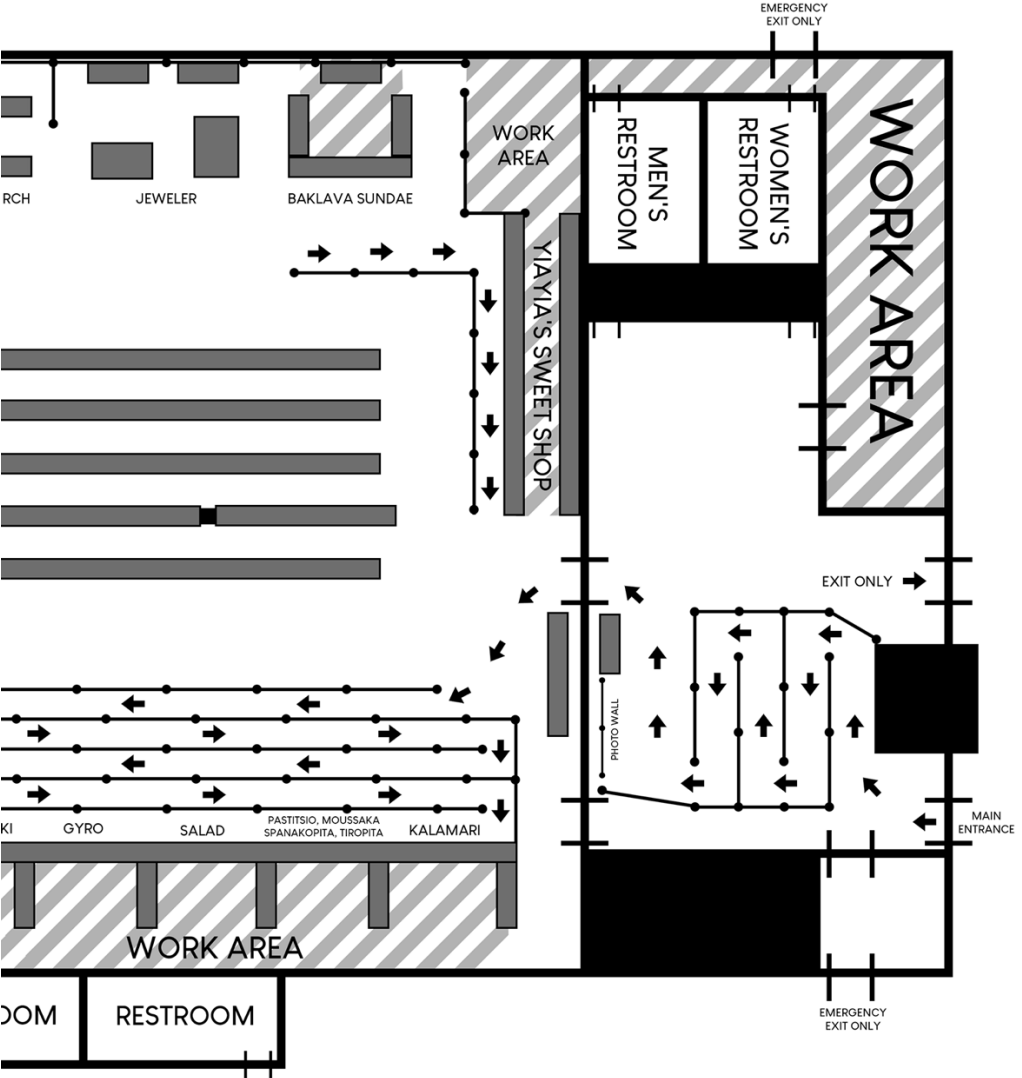 EMERGENCY
EXIT ONLY
WORK
AREA
MEN'S
RESTROOM
WOMEN'S
RESTROOM
WORK AREA
RCH
JEWELER
BAKLAVA SUNDAE
YIAYIA'S SWEET SHOP
EXIT ONLY
PHOTO WALL
MAIN
ENTRANCE
KI
GYRO
SALAD
PASTITSIO, MOUSSAKA
SPANAKOPITA, TIROPITA
KALAMARI
WORK AREA
OOM
RESTROOM
EMERGENCY
EXIT ONLY